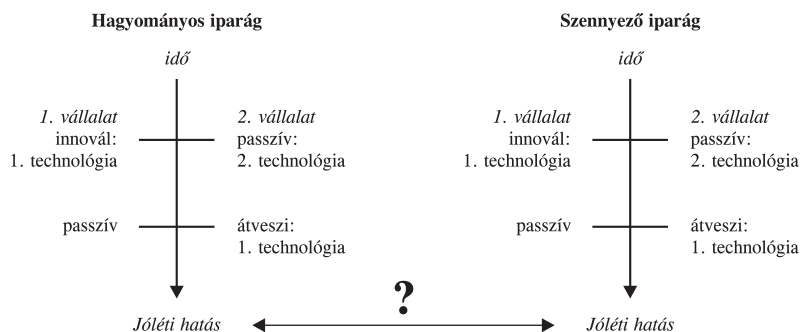 Hagyományos iparág
idő
1. vállalat
innovál:
1. technológia
2. vállalat
passzív:
2. technológia
passzív
átveszi:
1. technológia
Jóléti hatás
Szennyező iparág
idő
1. vállalat
innovál:
1. technológia
2. vállalat
passzív:
2. technológia
passzív
átveszi:
1. technológia
?
Jóléti hatás